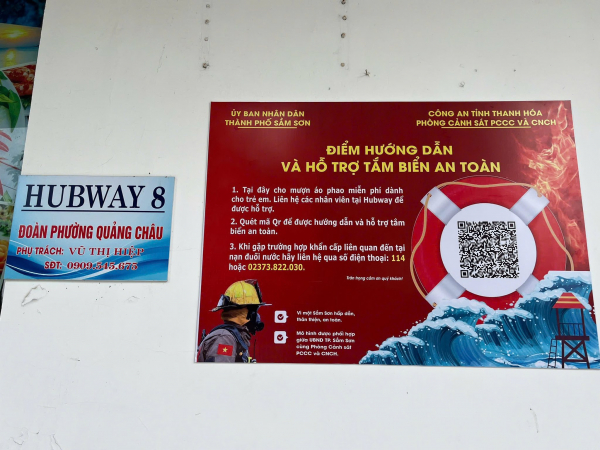 HUBWAY 8
ĐOÀN PHƯỜNG QUẢNG CHÂU
PHỤ TRÁCH: VŨ THỊ HIỆP
SĐT: 0909.545.675
ỦY BAN NHÂN DÂN
THÀNH PHỐ SẦM SƠN
CÔNG AN TỈNH THANH HÓA
PHÒNG CẢNH SÁT PCCC VÀ CNCH
ĐIỂM HƯỚNG DẪN
VÀ HỖ TRỢ TẮM BIỂN AN TOÀN
1. Tại đây cho mượn áo phao miễn phí dành
cho trẻ em. Liên hệ các nhân viên tại Hubway để
được hỗ trợ.
2. Quét mã Qr để được hướng dẫn và hỗ trợ tắm
biển an toàn.
3. Khi gặp trường hợp khẩn cấp liên quan đến tại
nạn đuối nước hãy liên hệ qua số điện thoại: 114
hoặc 02373.822.030.
Trân trọng cảm ơn quý khách!
Vì một Sầm Sơn hấp dẫn,
thân thiện, an toàn.
Mô hình được phối hợp
giữa UBND TP. Sầm Sơn
cùng Phòng Cảnh sát
PCCC và CNCH.